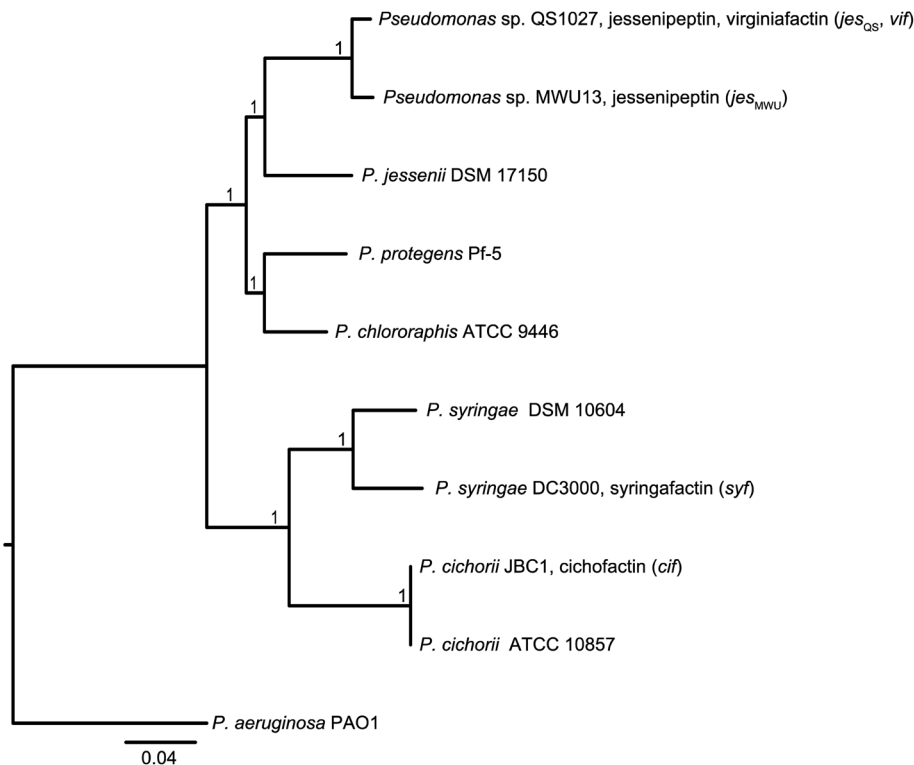 Pseudomonas sp. QS1027, jessenipeptin, virginiafactin (jesQS, vif)
1
Pseudomonas sp. MWU13, jessenipeptin (jesMWU)
1
P. jessenii DSM 17150
1
P. protegens Pf-5
1
P. chlororaphis ATCC 9446
P. syringae DSM 10604
1
P. syringae DC3000, syringafactin (syf)
1
P. cichorii JBC1, cichofactin (cif)
1
P. cichorii ATCC 10857
P. aeruginosa PAO1
0.04